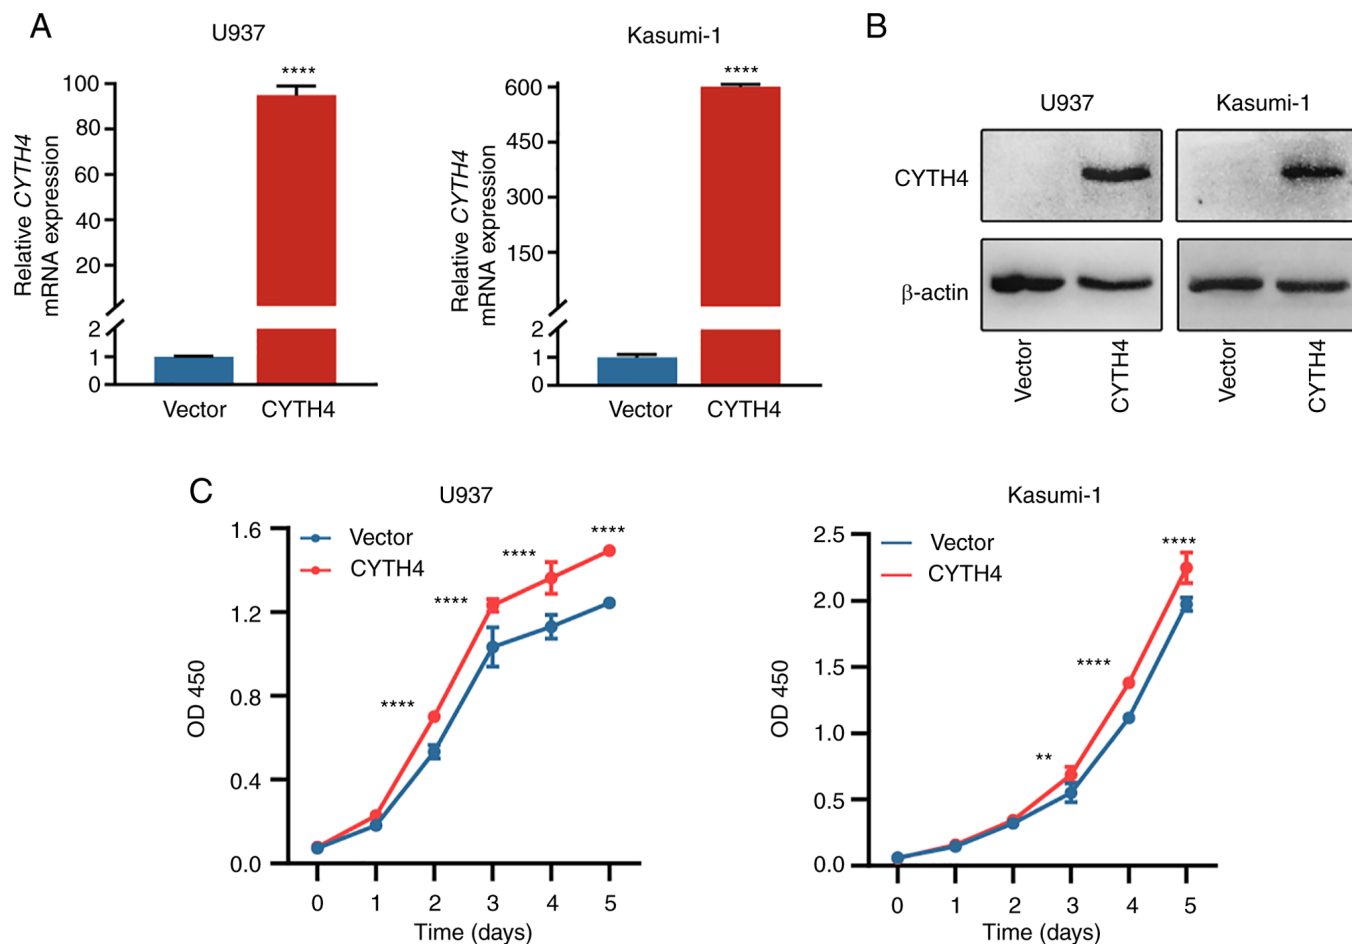 A
U937
Relative CYTH4
mRNA expression
100
80
60
40
20
2
1
0
****
Vector
CYTH4
Kasumi-1
Relative CYTH4
mRNA expression
600
450
300
150
2
1
0
****
Vector
CYTH4
B
U937
Kasumi-1
CYTH4
β-actin
Vector
CYTH4
Vector
CYTH4
C
U937
Vector
CYTH4
OD 450
1.6
1.2
0.8
0.4
0.0
****
****
****
****
0 1 2 3 4 5
Time (days)
Kasumi-1
Vector
CYTH4
OD 450
2.5
2.0
1.5
1.0
0.5
0.0
**
****
****
0 1 2 3 4 5
Time (days)